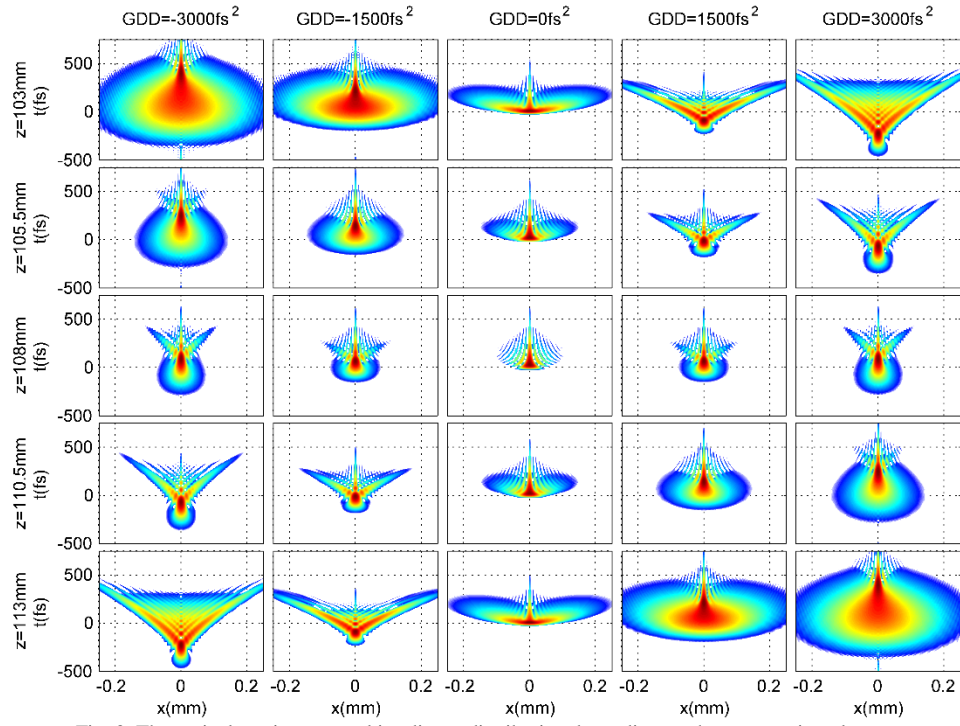 GDD=-3000fs² GDD=-1500fs² GDD=0fs² GDD=1500fs² GDD=3000fs²
z=103mm
t(fs)
500
0
-500
z=105.5mm
t(fs)
500
0
-500
z=108mm
t(fs)
500
0
-500
z=110.5mm
t(fs)
500
0
-500
z=113mm
t(fs)
500
0
-500
-0.2 0 0.2 -0.2 0 0.2 -0.2 0 0.2 -0.2 0 0.2 -0.2 0 0.2
x(mm) x(mm) x(mm) x(mm) x(mm)